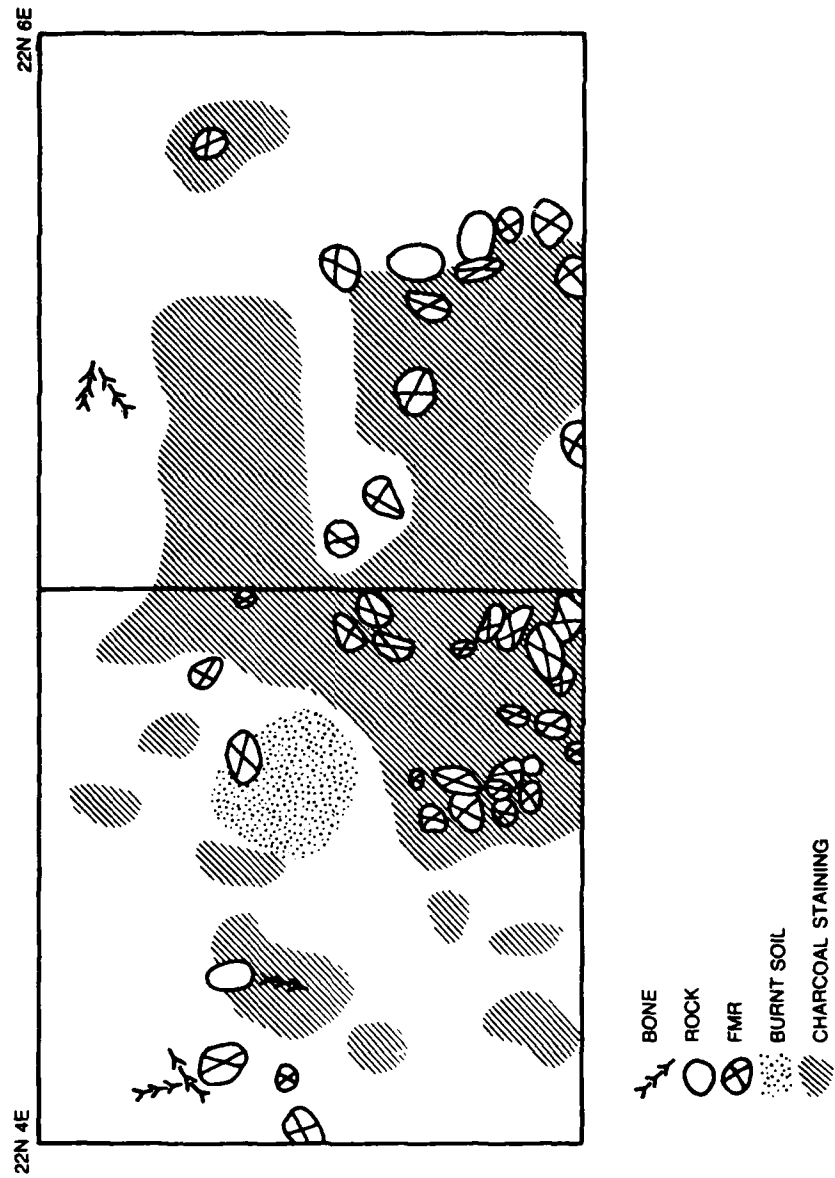 22N 4E
22N 6E
BONE
ROCK
FMR
BURNT SOIL
CHARCOAL STAINING